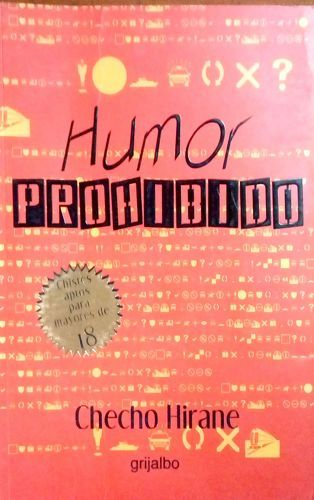 Humor
PROHIBIDO
Chistes
aptos
para
mayores de
18
Checho Hirane
grijalbo